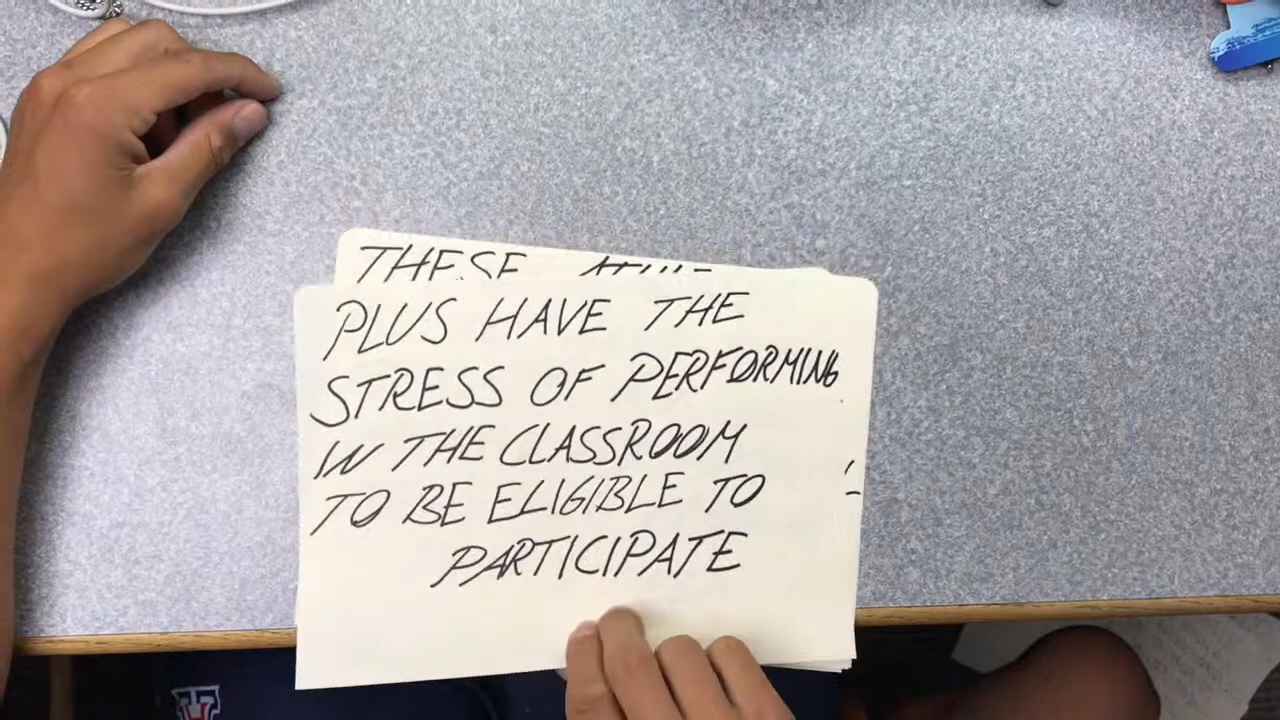 THESE
PLUS HAVE THE
STRESS OF PERFORMING
IN THE CLASSROOM
TO BE ELIGIBLE TO
PARTICIPATE